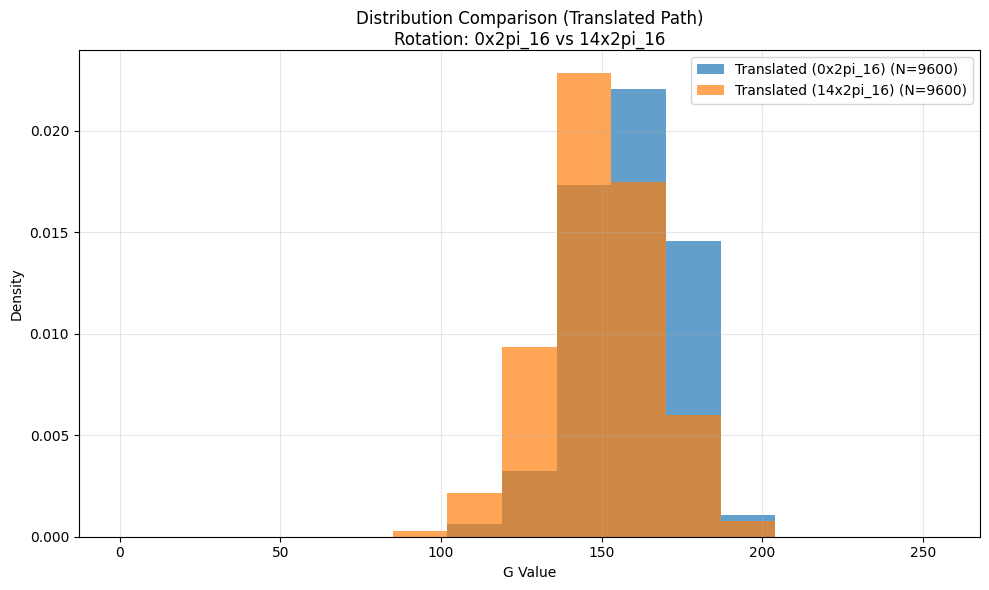 Distribution Comparison (Translated Path)
Rotation: 0x2pi_16 vs 14x2pi_16
Translated (0x2pi_16) (N=9600)
Translated (14x2pi_16) (N=9600)
Density
0.020
0.015
0.010
0.005
0.000
0 50 100 150 200 250
G Value